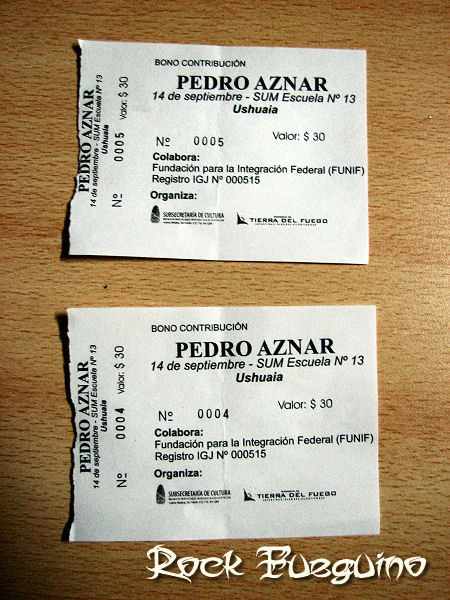 BONO CONTRIBUCIÓN
PEDRO AZNAR
14 de septiembre - SUM Escuela Nº 13
Ushuaia
Nº 0005 Valor: $ 30
Colabora:
Fundación para la Integración Federal (FUNIF)
Registro IGJ Nº 000515
Organiza:
SUBSECRETARÍA DE CULTURA
TIERRA DEL FUEGO
PEDRO AZNAR
14 de septiembre - SUM Escuela Nº 13
Ushuaia
Valor: $ 30
Nº 0005
BONO CONTRIBUCIÓN
PEDRO AZNAR
14 de septiembre - SUM Escuela Nº 13
Ushuaia
Nº 0004 Valor: $ 30
Colabora:
Fundación para la Integración Federal (FUNIF)
Registro IGJ Nº 000515
Organiza:
SUBSECRETARÍA DE CULTURA
TIERRA DEL FUEGO
PEDRO AZNAR
14 de septiembre - SUM Escuela Nº 13
Ushuaia
Valor: $ 30
Nº 0004
Rock Fueguino